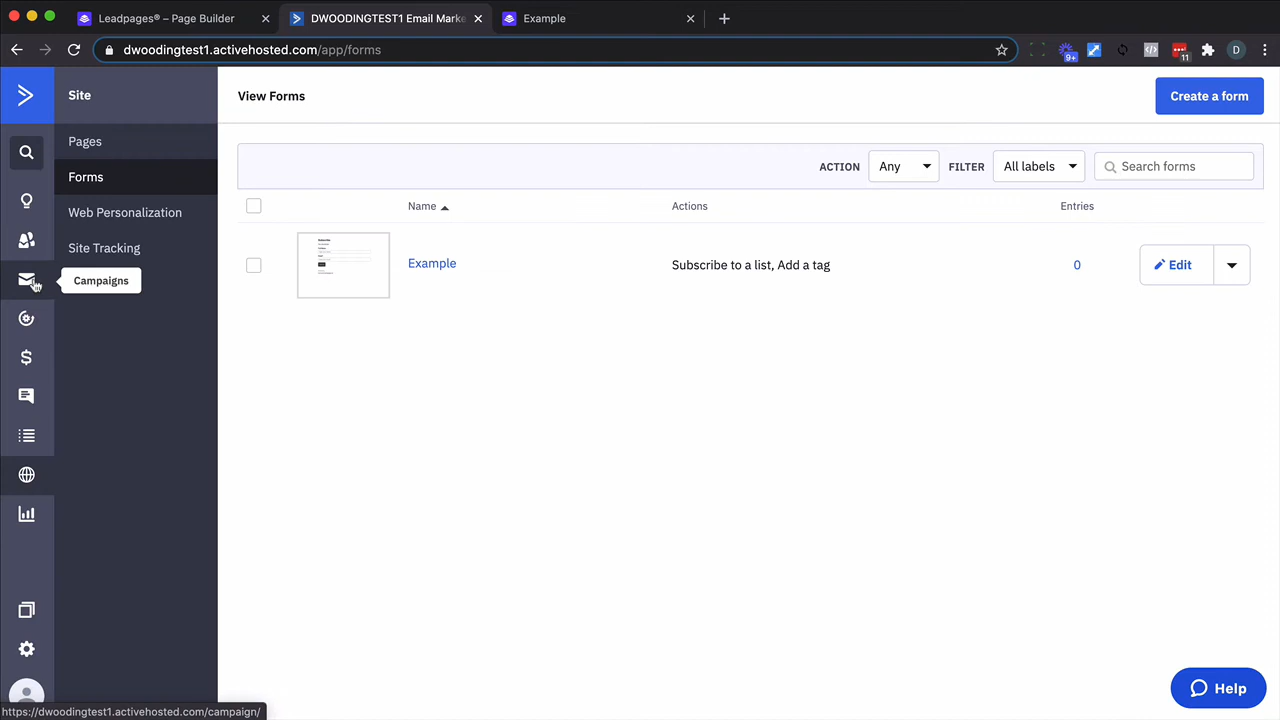 Leadpages® – Page Builder
DWOODINGTEST1 Email Marke
Example
dwoodingtest1.activehosted.com/app/forms
9+
11
D
Site
View Forms
Create a form
Pages
Forms
Web Personalization
Site Tracking
Campaigns
ACTION
Any
FILTER
All labels
Search forms
Name
Actions
Entries
Example
Subscribe to a list, Add a tag
0
Edit
Help
https://dwoodingtest1.activehosted.com/campaign/